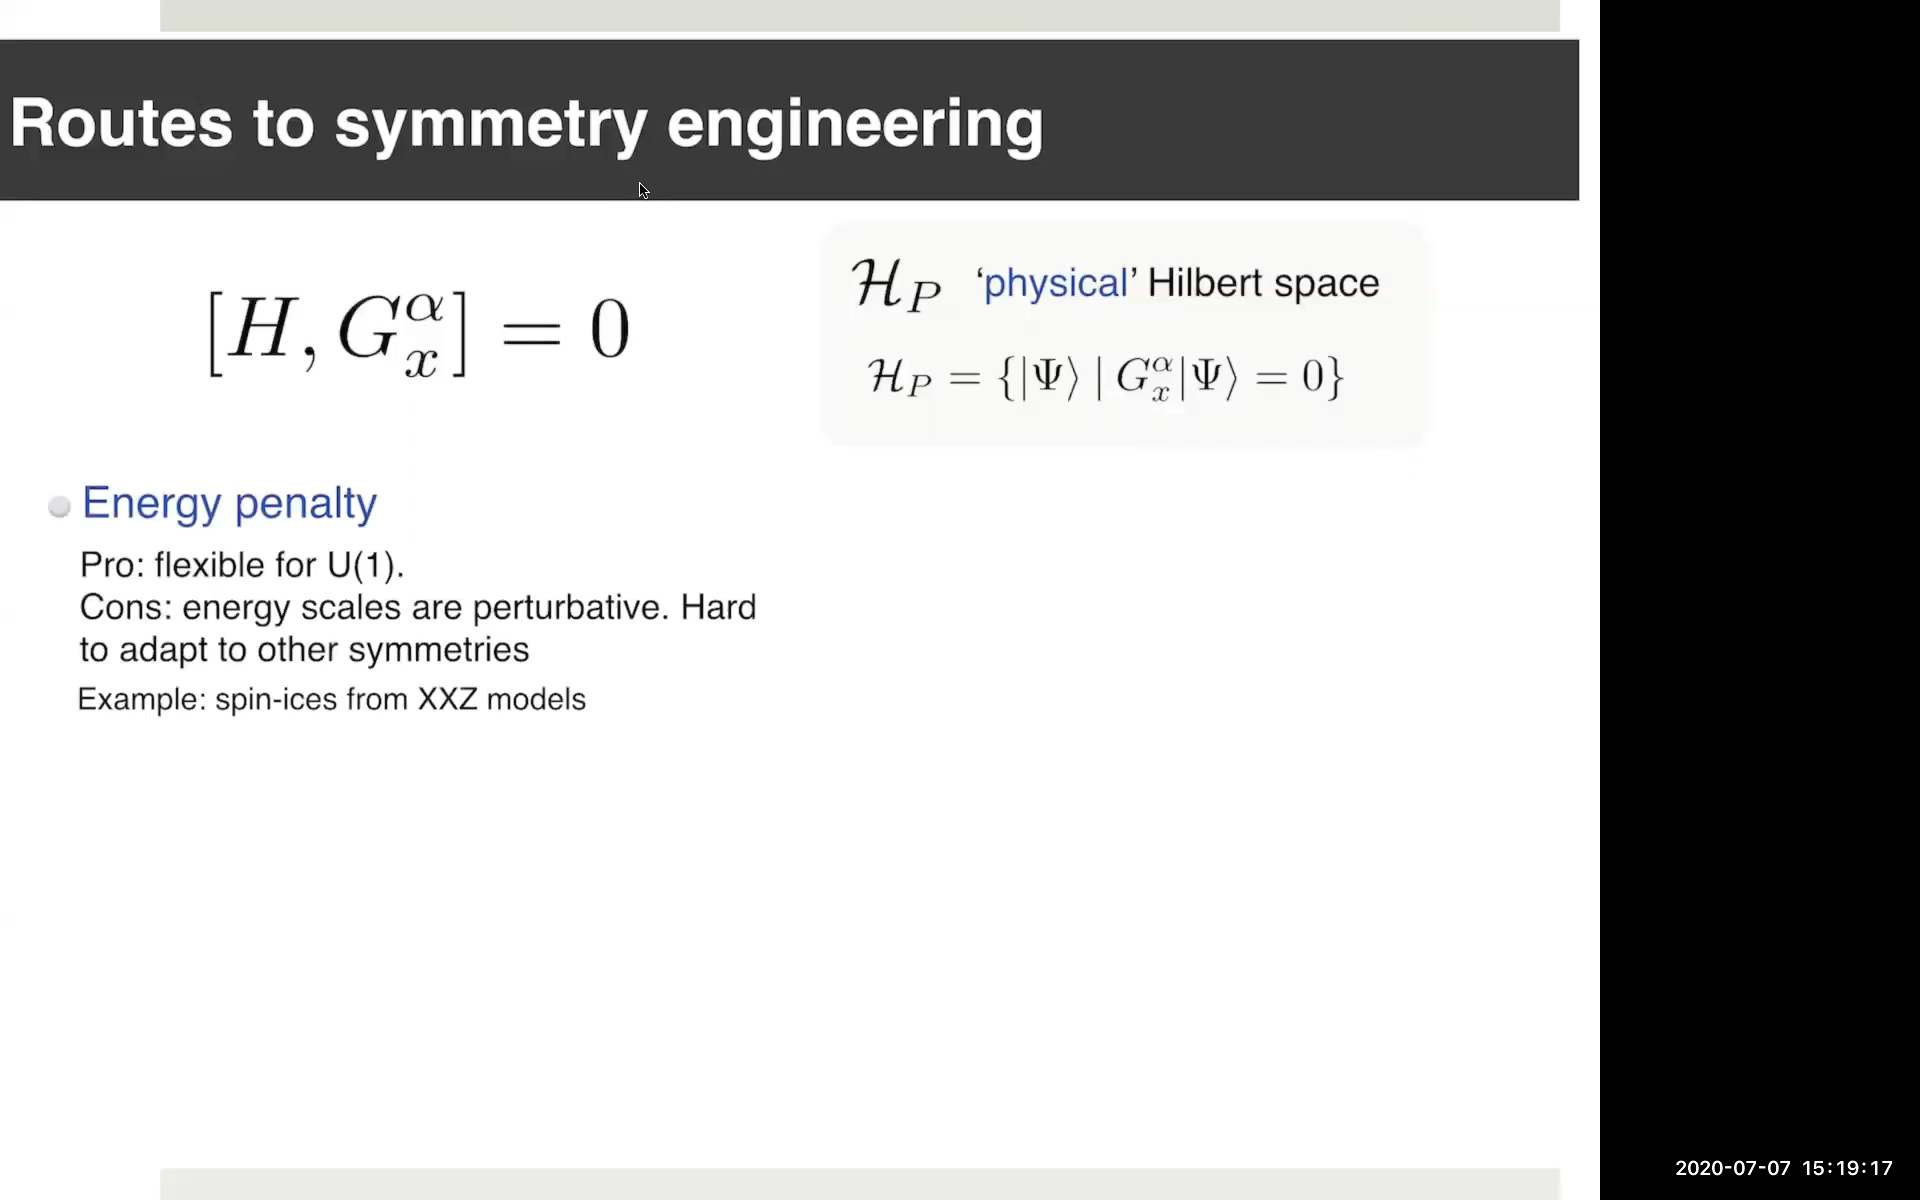 Routes to symmetry engineering
[H, G_x^α] = 0
ℋ_P ‘physical’ Hilbert space
ℋ_P = {|Ψ⟩ | G_x^α|Ψ⟩ = 0}
Energy penalty
Pro: flexible for U(1).
Cons: energy scales are perturbative. Hard
to adapt to other symmetries
Example: spin-ices from XXZ models
2020-07-07 15:19:17